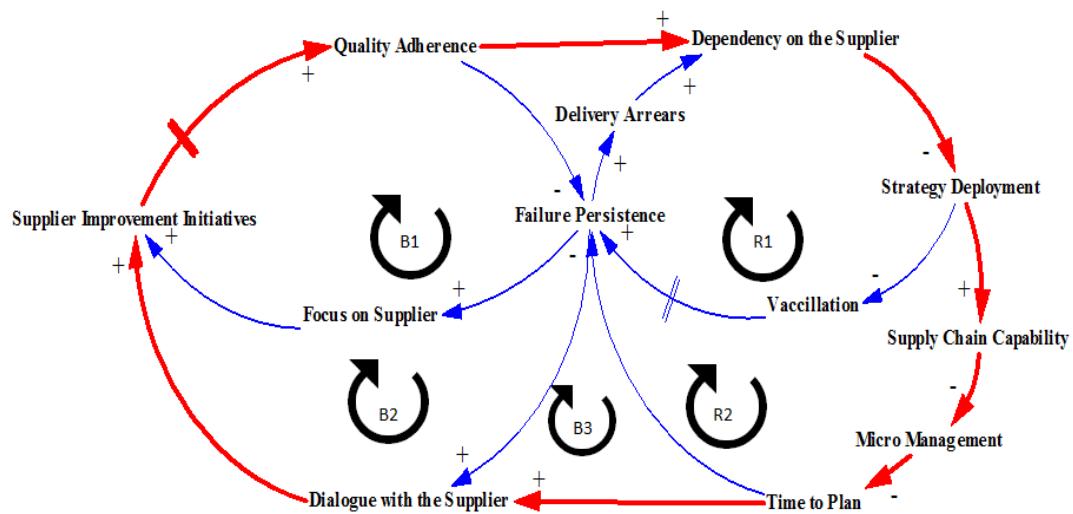 Quality Adherence
+
Dependency on the Supplier
+
Delivery Arrears
+
-
Strategy Deployment
-
+
Supplier Improvement Initiatives
+
+
B1
Failure Persistence
+
-
R1
-
Vaccillation
+
+
Focus on Supplier
Supply Chain Capability
-
B2
B3
R2
Micro Management
-
+
Dialogue with the Supplier
+
Time to Plan